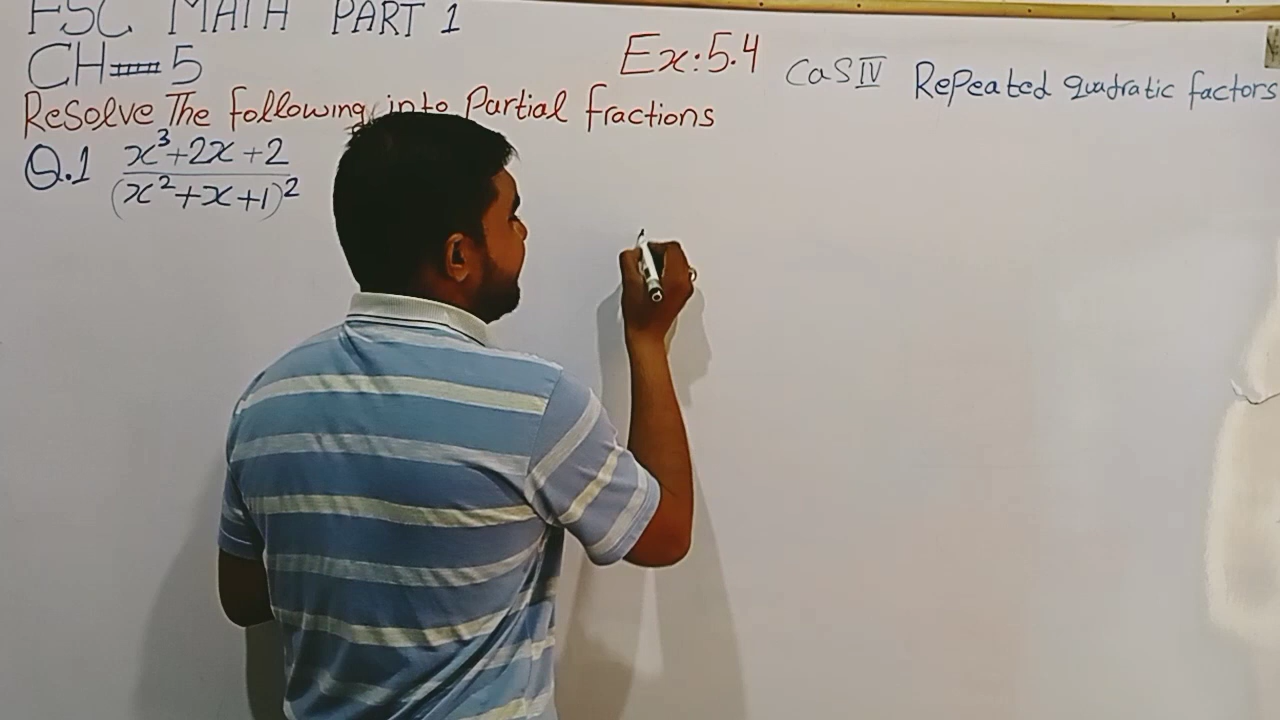 FSC MATH PART 1
CH 5
Ex:5.4
Cas IV Repeated quadratic factors
Resolve The following into Partial fractions
Q.1 x³+2x+2
(x²+x+1)²